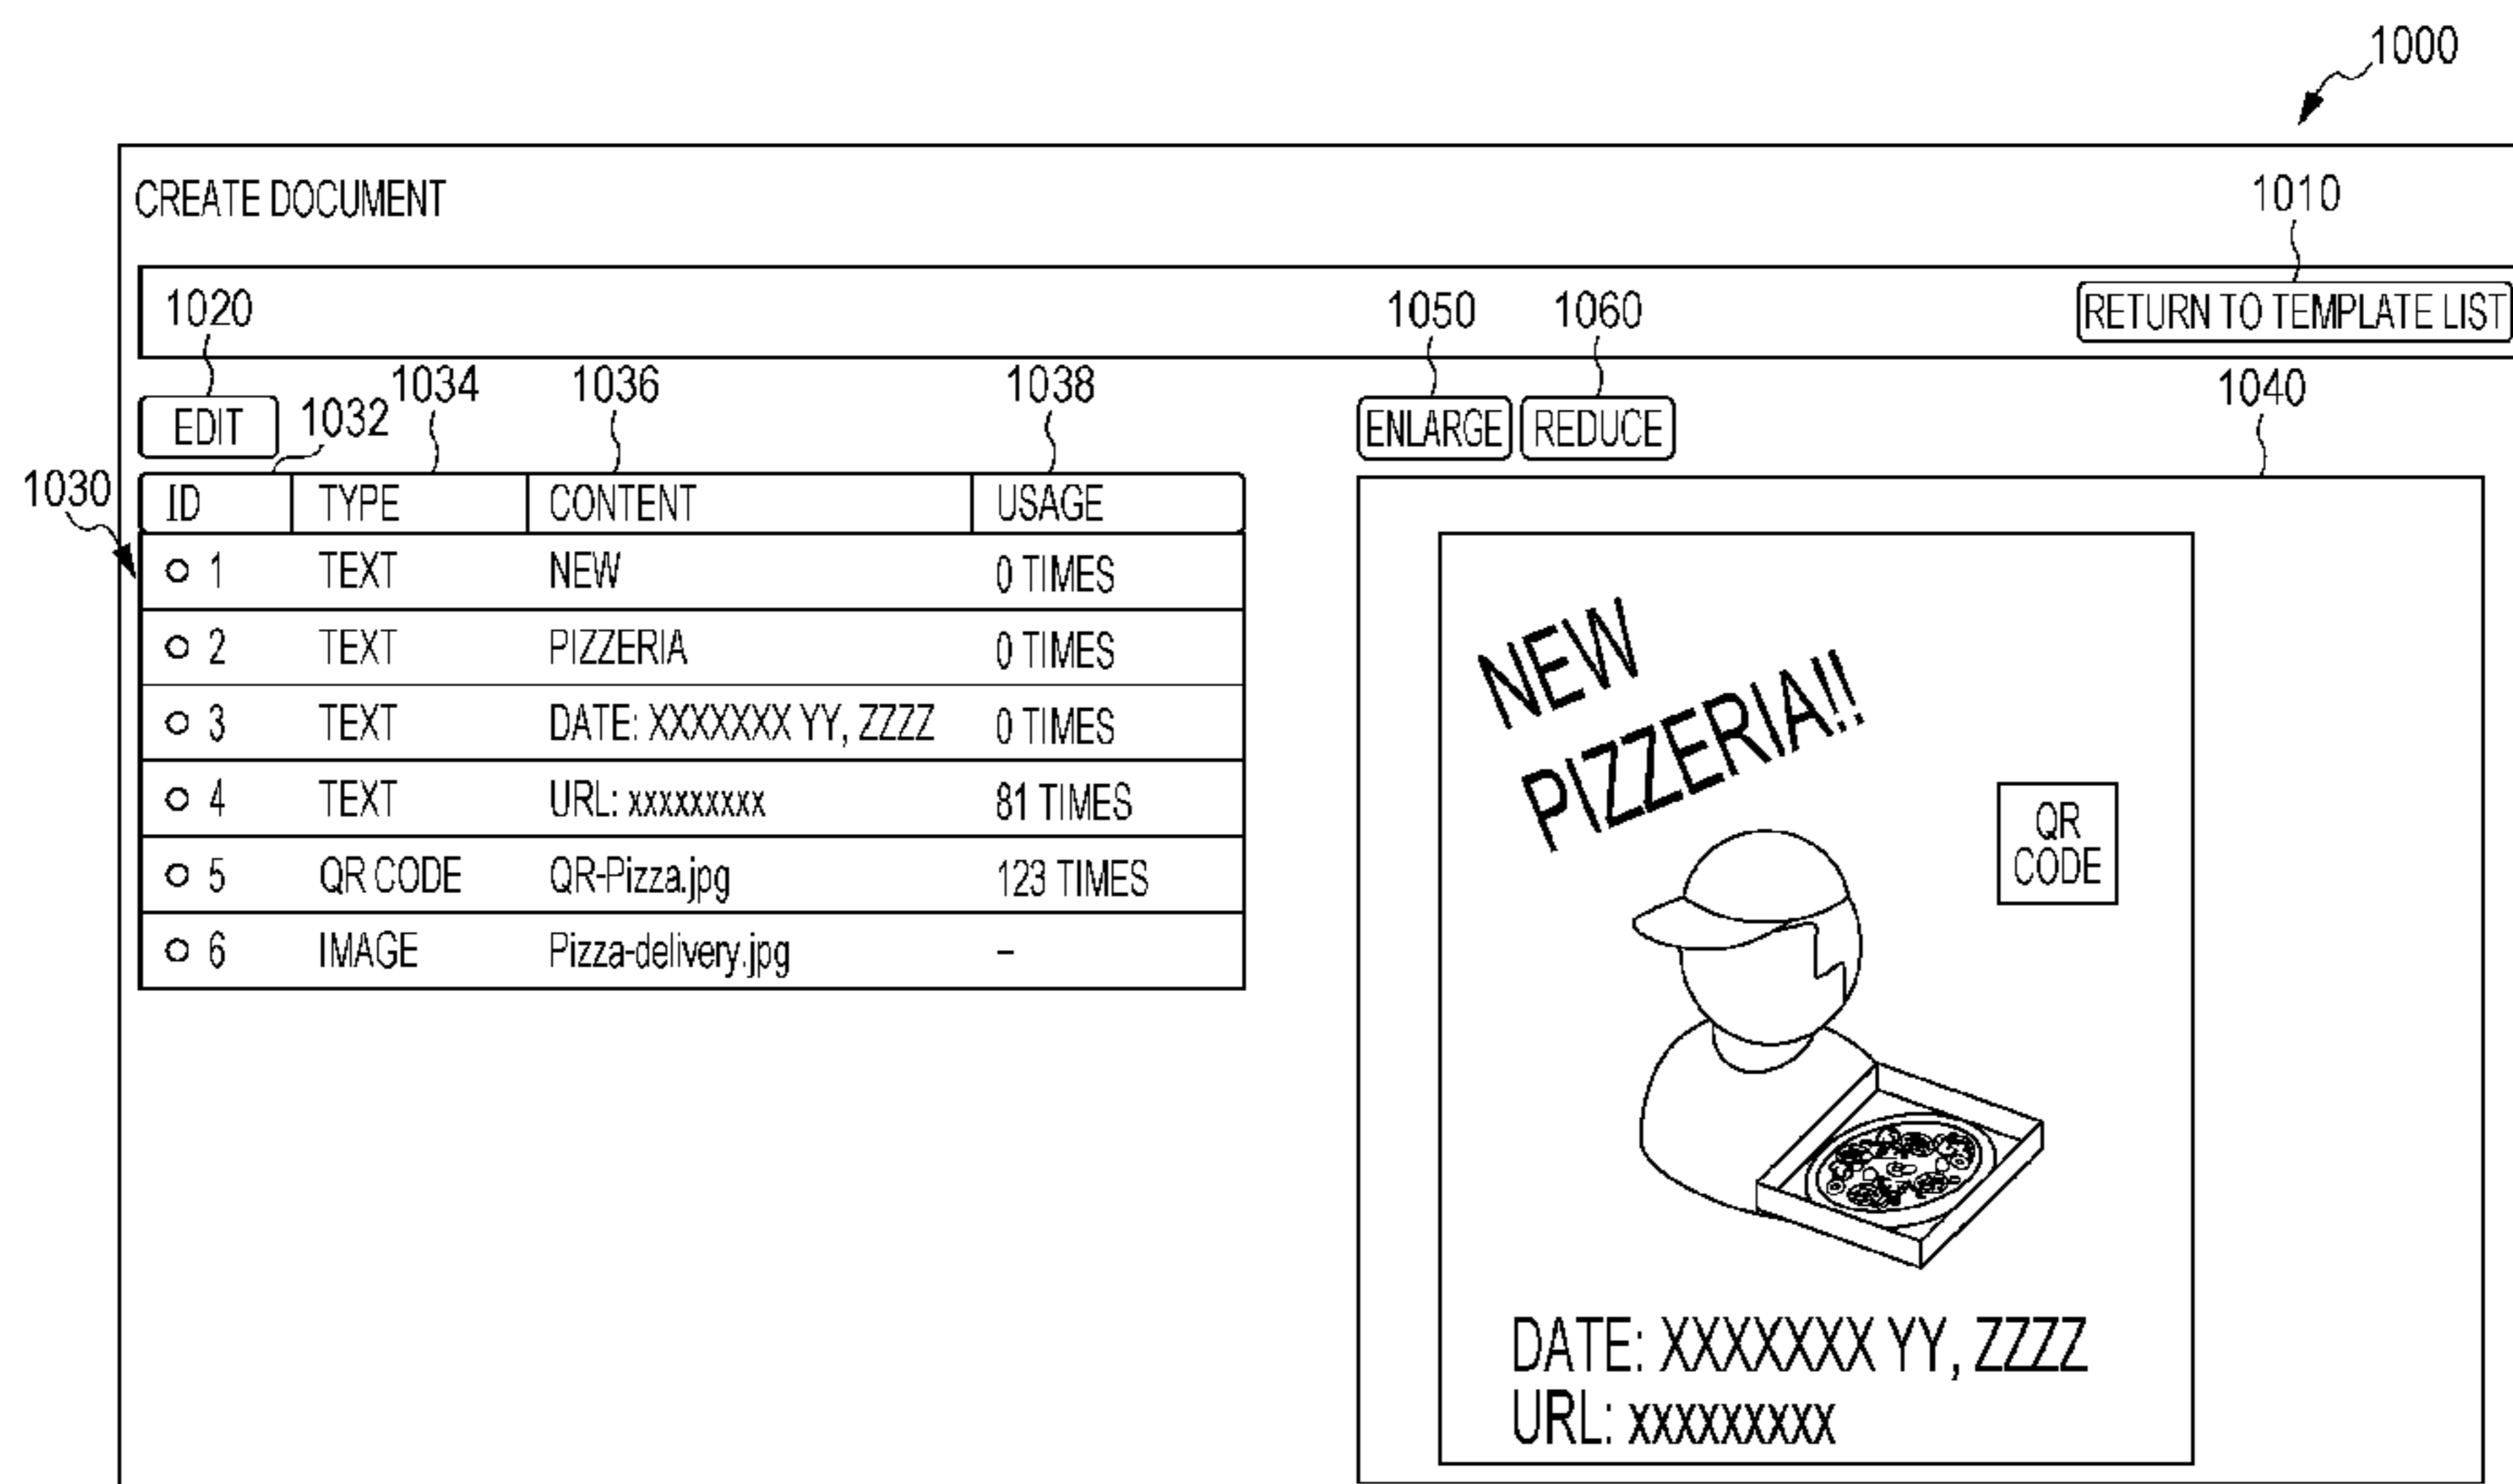 1000
CREATE DOCUMENT
1010
1020
1050
1060
RETURN TO TEMPLATE LIST
EDIT
1032
1034
1036
1038
ENLARGE
REDUCE
1040
1030
ID TYPE CONTENT USAGE
1 TEXT NEW 0 TIMES
2 TEXT PIZZERIA 0 TIMES
3 TEXT DATE: XXXXXXX YY, ZZZZ 0 TIMES
4 TEXT URL: xxxxxxxxx 81 TIMES
5 QR CODE QR-Pizza.jpg 123 TIMES
6 IMAGE Pizza-delivery.jpg –
NEW
PIZZERIA!!
QR
CODE
DATE: XXXXXXX YY, ZZZZ
URL: xxxxxxxxx